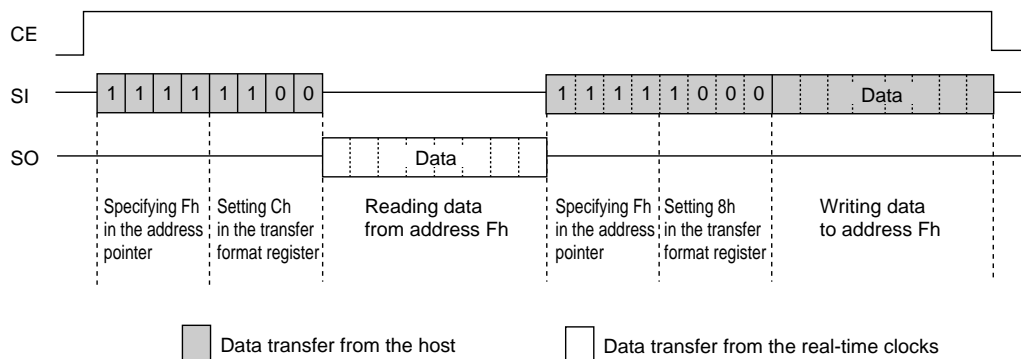 CE
SI
1 1 1 1 1 1 0 0
1 1 1 1 1 0 0 0
Data
SO
Data
Specifying Fh
in the address
pointer
Setting Ch
in the transfer
format register
Reading data
from address Fh
Specifying Fh
in the address
pointer
Setting 8h
in the transfer
format register
Writing data
to address Fh
Data transfer from the host
Data transfer from the real-time clocks